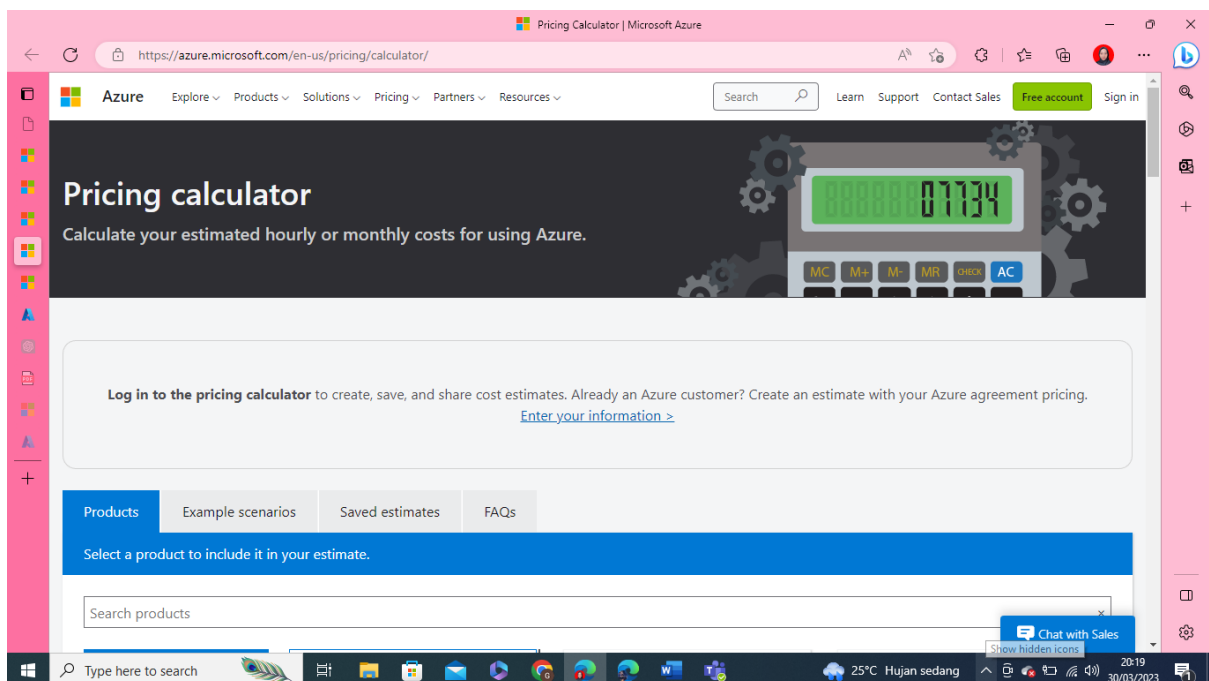 Pricing Calculator | Microsoft Azure
https://azure.microsoft.com/en-us/pricing/calculator/
Azure Explore Products Solutions Pricing Partners Resources Search Learn Support Contact Sales Free account Sign in
Pricing calculator
Calculate your estimated hourly or monthly costs for using Azure.
07734
MC M+ M- MR CHECK AC
Log in to the pricing calculator to create, save, and share cost estimates. Already an Azure customer? Create an estimate with your Azure agreement pricing.
Enter your information >
Products Example scenarios Saved estimates FAQs
Select a product to include it in your estimate.
Search products
Chat with Sales
Show hidden icons
Type here to search
25°C Hujan sedang
20:19
30/03/2023